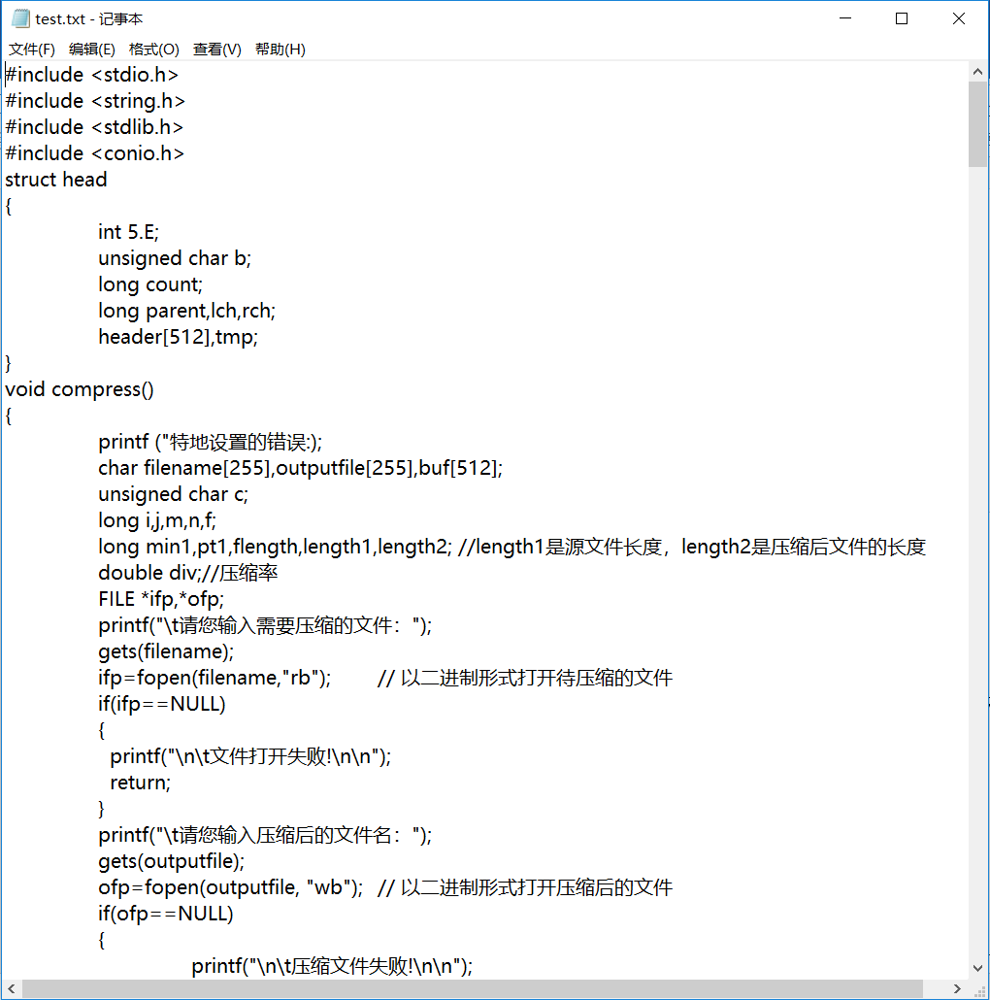 test.txt - 记事本
文件(F) 编辑(E) 格式(O) 查看(V) 帮助(H)
#include <stdio.h>
#include <string.h>
#include <stdlib.h>
#include <conio.h>
struct head
{
int 5.E;
unsigned char b;
long count;
long parent,lch,rch;
header[512],tmp;
}
void compress()
{
printf ("特地设置的错误:);
char filename[255],outputfile[255],buf[512];
unsigned char c;
long i,j,m,n,f;
long min1,pt1,flength,length1,length2; //length1是源文件长度，length2是压缩后文件的长度
double div;//压缩率
FILE *ifp,*ofp;
printf("\t请您输入需要压缩的文件：");
gets(filename);
ifp=fopen(filename,"rb"); // 以二进制形式打开待压缩的文件
if(ifp==NULL)
{
printf("\n\t文件打开失败!\n\n");
return;
}
printf("\t请您输入压缩后的文件名：");
gets(outputfile);
ofp=fopen(outputfile, "wb"); // 以二进制形式打开压缩后的文件
if(ofp==NULL)
{
printf("\n\t压缩文件失败!\n\n");